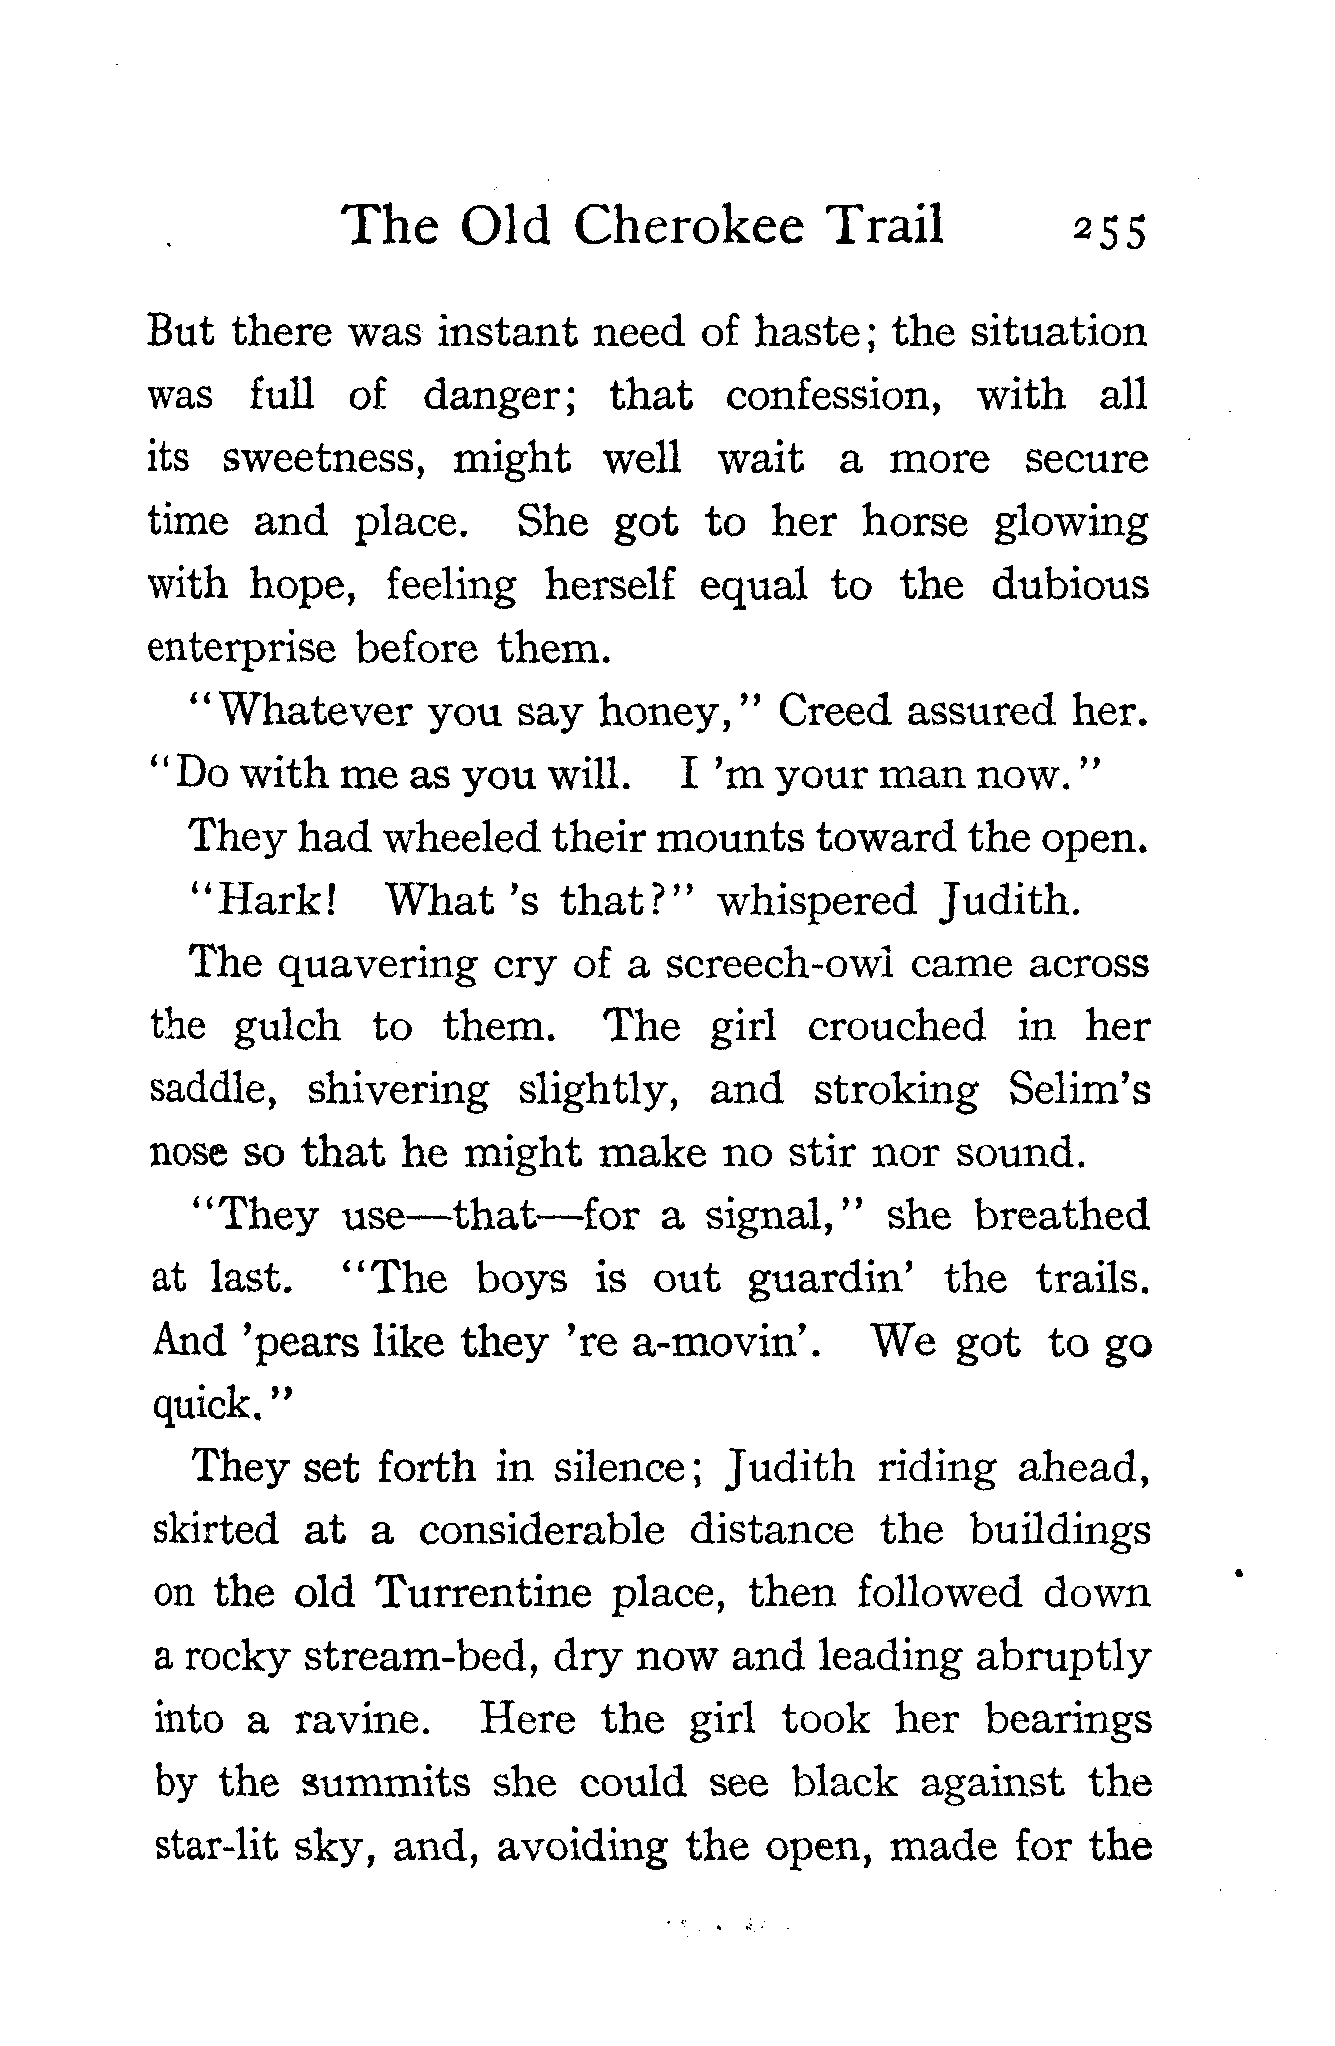 The Old Cherokee Trail 255
But there was instant need of haste; the situation
was full of danger; that confession, with all
its sweetness, might well wait a more secure
time and place. She got to her horse glowing
with hope, feeling herself equal to the dubious
enterprise before them.
"Whatever you say honey," Creed assured her.
"Do with me as you will. I 'm your man now."
They had wheeled their mounts toward the open.
"Hark! What 's that?" whispered Judith.
The quavering cry of a screech-owl came across
the gulch to them. The girl crouched in her
saddle, shivering slightly, and stroking Selim's
nose so that he might make no stir nor sound.
"They use—that—for a signal," she breathed
at last. "The boys is out guardin' the trails.
And 'pears like they 're a-movin'. We got to go
quick."
They set forth in silence; Judith riding ahead,
skirted at a considerable distance the buildings
on the old Turrentine place, then followed down
a rocky stream-bed, dry now and leading abruptly
into a ravine. Here the girl took her bearings
by the summits she could see black against the
star-lit sky, and, avoiding the open, made for the